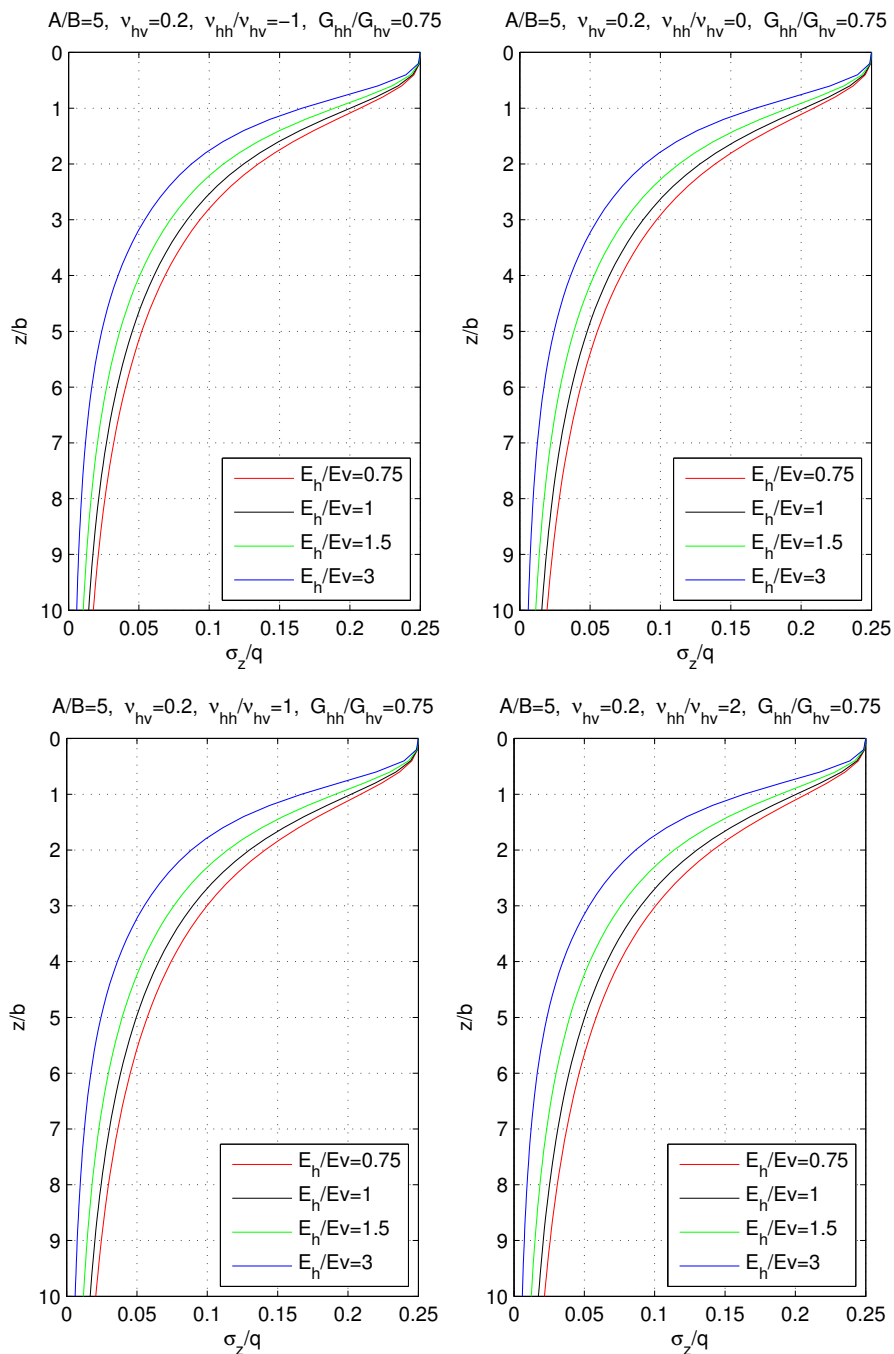 A/B=5, ν_hv=0.2, ν_hh/ν_hv=−1, G_hh/G_hv=0.75
0
1
2
3
4
5
6
7
8
9
10
z/b
0 0.05 0.1 0.15 0.2 0.25
σ_z/q
E_h/Ev=0.75
E_h/Ev=1
E_h/Ev=1.5
E_h/Ev=3
A/B=5, ν_hv=0.2, ν_hh/ν_hv=0, G_hh/G_hv=0.75
0
1
2
3
4
5
6
7
8
9
10
z/b
0 0.05 0.1 0.15 0.2 0.25
σ_z/q
E_h/Ev=0.75
E_h/Ev=1
E_h/Ev=1.5
E_h/Ev=3
A/B=5, ν_hv=0.2, ν_hh/ν_hv=1, G_hh/G_hv=0.75
0
1
2
3
4
5
6
7
8
9
10
z/b
0 0.05 0.1 0.15 0.2 0.25
σ_z/q
E_h/Ev=0.75
E_h/Ev=1
E_h/Ev=1.5
E_h/Ev=3
A/B=5, ν_hv=0.2, ν_hh/ν_hv=2, G_hh/G_hv=0.75
0
1
2
3
4
5
6
7
8
9
10
z/b
0 0.05 0.1 0.15 0.2 0.25
σ_z/q
E_h/Ev=0.75
E_h/Ev=1
E_h/Ev=1.5
E_h/Ev=3